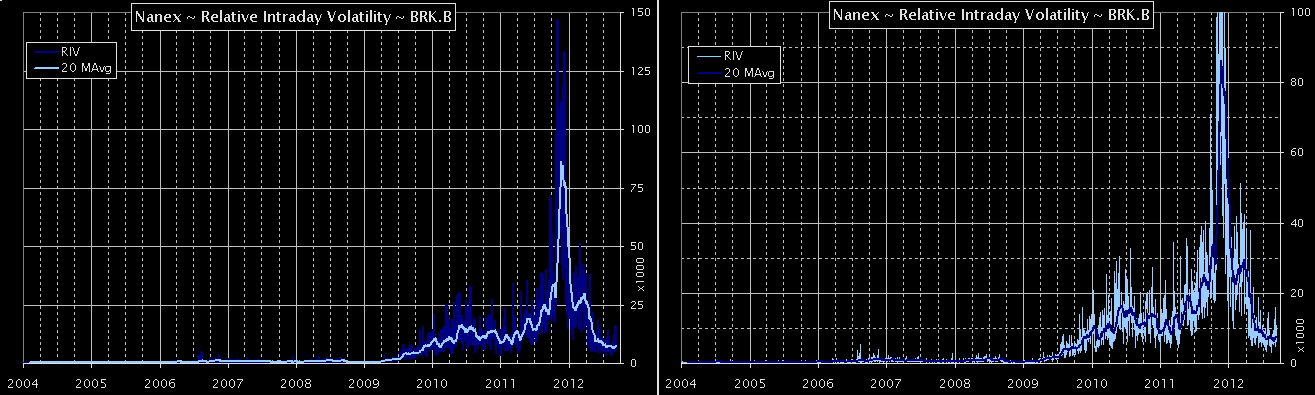 Nanex ~ Relative Intraday Volatility ~ BRK.B
RIV
20 MAvg
150
125
100
75
50
25
0
x1000
2004 2005 2006 2007 2008 2009 2010 2011 2012
Nanex ~ Relative Intraday Volatility ~ BRK.B
RIV
20 MAvg
100
80
60
40
20
0
x1000
2004 2005 2006 2007 2008 2009 2010 2011 2012